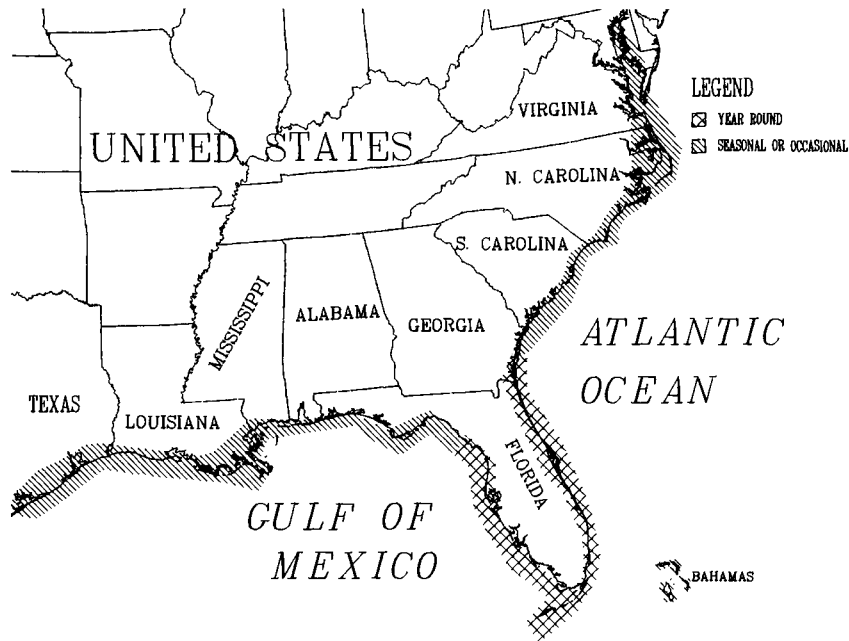 LEGEND
YEAR ROUND
SEASONAL OR OCCASIONAL
VIRGINIA
UNITED STATES
N. CAROLINA
S. CAROLINA
MISSISSIPPI
ALABAMA
GEORGIA
ATLANTIC
OCEAN
TEXAS
LOUISIANA
FLORIDA
GULF OF
MEXICO
BAHAMAS